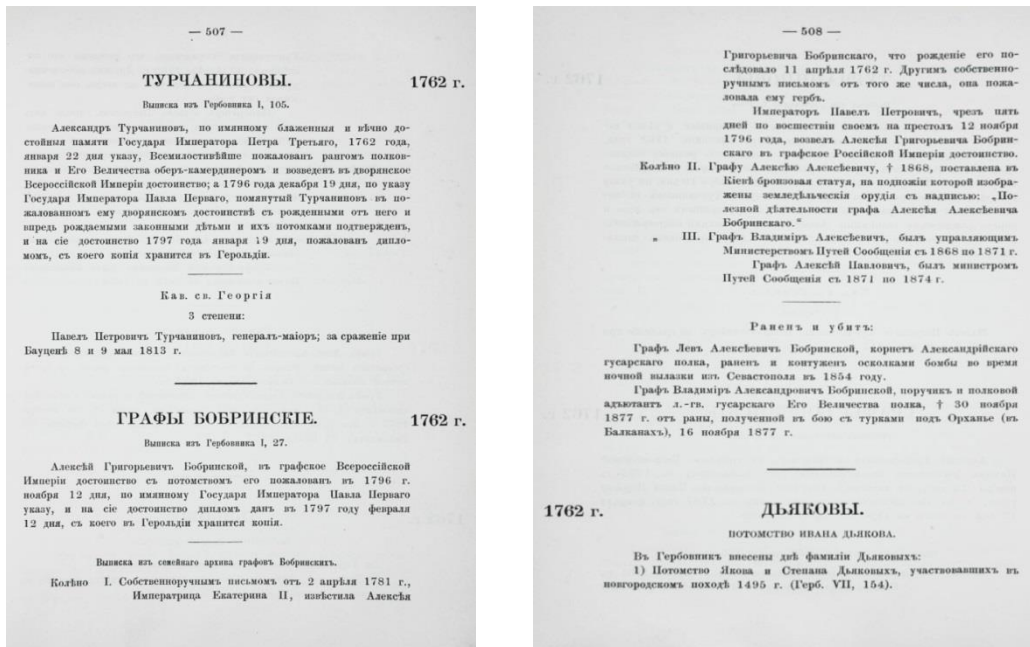 — 507 —
ТУРЧАНИНОВЫ.
1762 г.
Выписка изъ Гербовника I, 105.
Александръ Турчаниновъ, по имянному блаженныя и вѣчно до-
стойныя памяти Государя Императора Петра Третьяго, 1762 года,
января 22 дня указу, Всемилостивѣйше пожалованъ рангомъ полков-
ника и Его Величества оберъ-камердинеромъ и возведенъ въ дворянское
Всероссійской Имперіи достоинство; а 1796 года декабря 19 дня, по указу
Государя Императора Павла Перваго, помянутый Турчаниновъ въ по-
жалованномъ ему дворянскомъ достоинствѣ съ рожденными отъ него и
впредь рождаемыми законными дѣтьми и ихъ потомками подтвержденъ,
и на сіе достоинство 1797 года января 19 дня, пожалованъ дипло-
момъ, съ коего копія хранится въ Герольдіи.
Кав. св. Георгія
3 степени:
Павелъ Петровичъ Турчаниновъ, генералъ-маіоръ; за сраженіе при
Бауценѣ 8 и 9 мая 1813 г.
ГРАФЫ БОБРИНСКІЕ.
1762 г.
Выписка изъ Гербовника I, 27.
Алексѣй Григорьевичъ Бобринской, въ графское Всероссійской
Имперіи достоинство съ потомствомъ его пожалованъ въ 1796 г.
ноября 12 дня, по имянному Государя Императора Павла Перваго
указу, и на сіе достоинство дипломъ данъ въ 1797 году февраля
12 дня, съ коего въ Герольдіи хранится копія.
Выписка изъ семейнаго архива графовъ Бобринскихъ.
Колѣно I. Собственноручнымъ письмомъ отъ 2 апрѣля 1781 г.,
Императрица Екатерина II, извѣстила Алексѣя
— 508 —
Григорьевича Бобринскаго, что рожденіе его по-
слѣдовало 11 апрѣля 1762 г. Другимъ собственно-
ручнымъ письмомъ отъ того же числа, она пожа-
ловала ему гербъ.
Императоръ Павелъ Петровичъ, чрезъ пять
дней по восшествіи своемъ на престолъ 12 ноября
1796 года, возвелъ Алексѣя Григорьевича Бобрин-
скаго въ графское Россійской Имперіи достоинство.
Колѣно II. Графу Алексѣю Алексѣевичу, † 1868, поставлена въ
Кіевѣ бронзовая статуя, на подножіи которой изобра-
жены земледѣльческія орудія съ надписью: „По-
лезной дѣятельности графа Алексѣя Алексѣевича
Бобринскаго.“
„ III. Графъ Владиміръ Алексѣевичъ, былъ управляющимъ
Министерствомъ Путей Сообщенія съ 1868 по 1871 г.
Графъ Алексѣй Павловичъ, былъ министромъ
Путей Сообщенія съ 1871 по 1874 г.
Раненъ и убитъ:
Графъ Левъ Алексѣевичъ Бобринской, корнетъ Александрійскаго
гусарскаго полка, раненъ и контуженъ осколками бомбы во время
ночной вылазки изъ Севастополя въ 1854 году.
Графъ Владиміръ Александровичъ Бобринской, поручикъ и полковой
адъютантъ л.-гв. гусарскаго Его Величества полка, † 30 ноября
1877 г. отъ раны, полученной въ бою съ турками подъ Орханье (въ
Балканахъ), 16 ноября 1877 г.
1762 г.
ДЬЯКОВЫ.
ПОТОМСТВО ИВАНА ДЬЯКОВА.
Въ Гербовникъ внесены двѣ фамиліи Дьяковыхъ:
1) Потомство Якова и Степана Дьяковыхъ, участвовавшихъ въ
новгородскомъ походѣ 1495 г. (Герб. VII, 154).